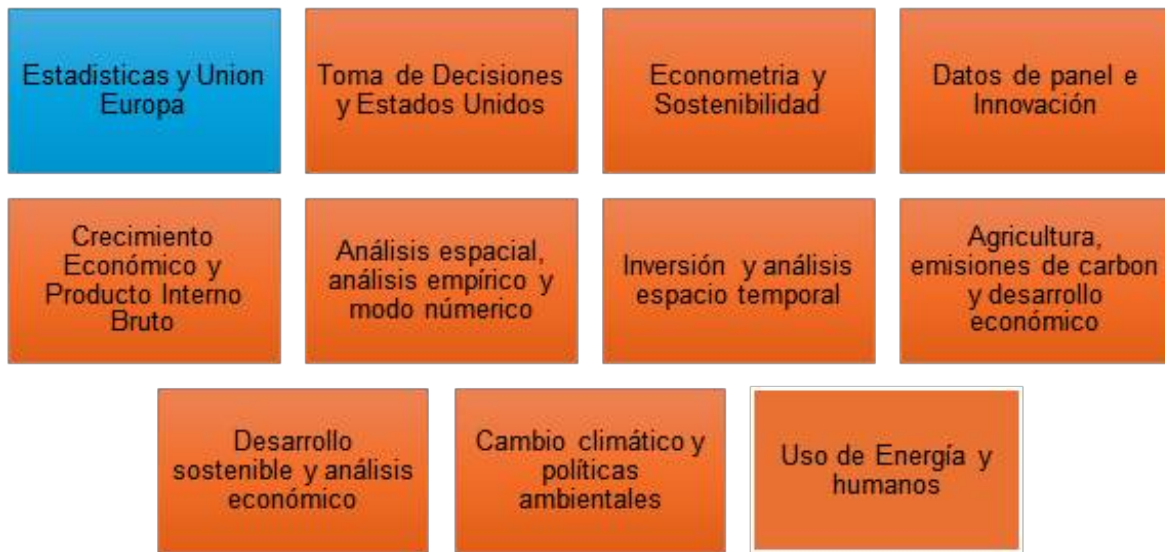 Estadisticas y Union
Europa
Toma de Decisiones
y Estados Unidos
Econometria y
Sostenibilidad
Datos de panel e
Innovación
Crecimiento
Económico y
Producto Interno
Bruto
Análisis espacial,
análisis empírico y
modo númerico
Inversión y análisis
espacio temporal
Agricultura,
emisiones de carbon
y desarrollo
económico
Desarrollo
sostenible y análisis
económico
Cambio climático y
políticas
ambientales
Uso de Energía y
humanos